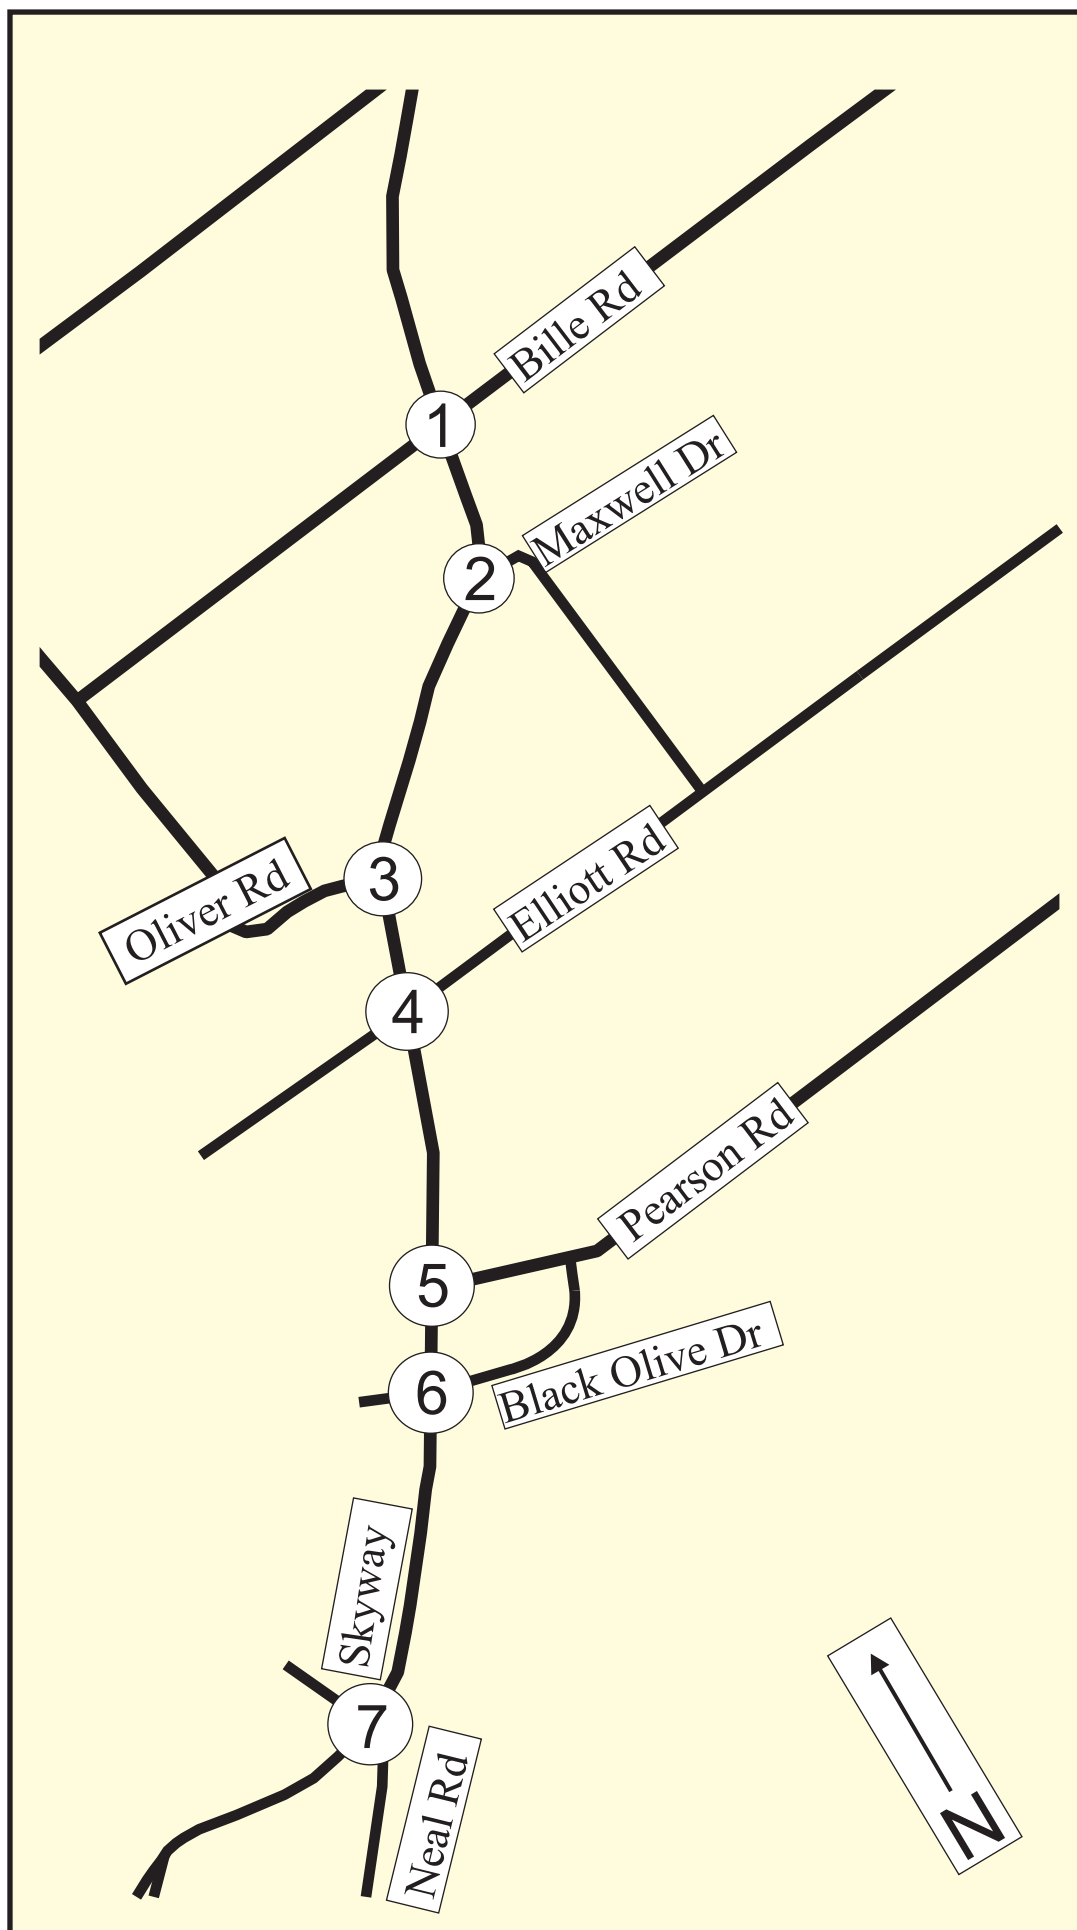 Bille Rd
1
Maxwell Dr
2
Oliver Rd
3
Elliott Rd
4
Pearson Rd
5
Black Olive Dr
6
Skyway
7
Neal Rd
N